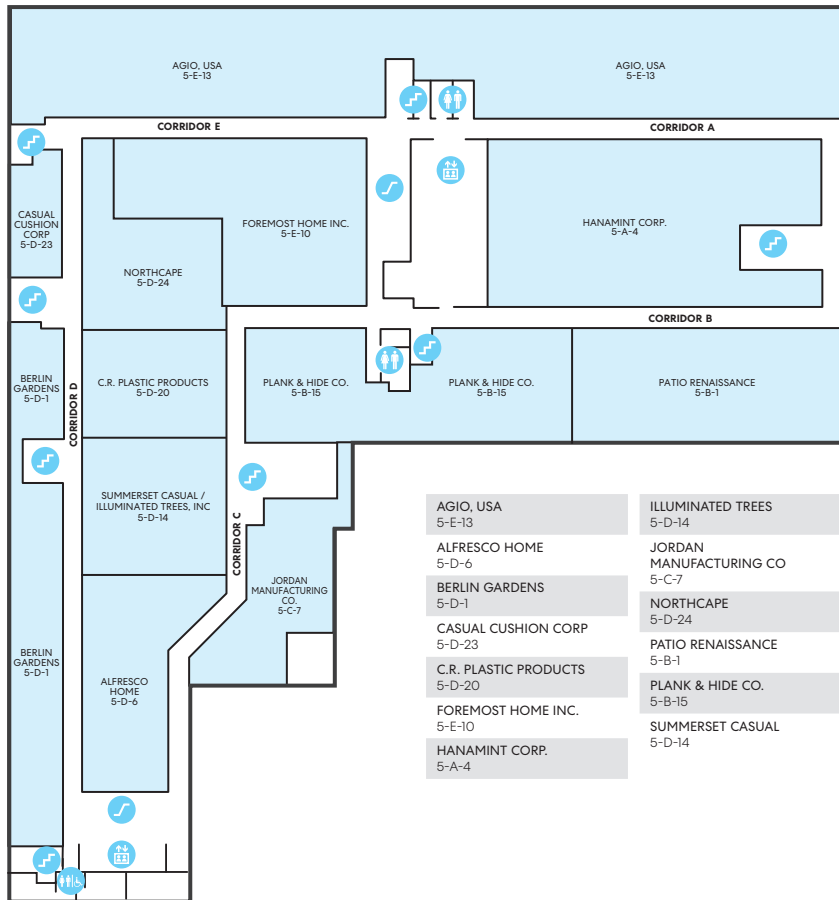 AGIO, USA
5-E-13
AGIO, USA
5-E-13
CORRIDOR E
CORRIDOR A
CASUAL
CUSHION
CORP
5-D-23
FOREMOST HOME INC.
5-E-10
HANAMINT CORP.
5-A-4
NORTHCAPE
5-D-24
CORRIDOR B
BERLIN
GARDENS
5-D-1
CORRIDOR D
C.R. PLASTIC PRODUCTS
5-D-20
PLANK & HIDE CO.
5-B-15
PLANK & HIDE CO.
5-B-15
PATIO RENAISSANCE
5-B-1
SUMMERSET CASUAL /
ILLUMINATED TREES, INC
5-D-14
CORRIDOR C
JORDAN
MANUFACTURING
CO.
5-C-7
BERLIN
GARDENS
5-D-1
ALFRESCO
HOME
5-D-6
AGIO, USA
5-E-13
ALFRESCO HOME
5-D-6
BERLIN GARDENS
5-D-1
CASUAL CUSHION CORP
5-D-23
C.R. PLASTIC PRODUCTS
5-D-20
FOREMOST HOME INC.
5-E-10
HANAMINT CORP.
5-A-4
ILLUMINATED TREES
5-D-14
JORDAN
MANUFACTURING CO
5-C-7
NORTHCAPE
5-D-24
PATIO RENAISSANCE
5-B-1
PLANK & HIDE CO.
5-B-15
SUMMERSET CASUAL
5-D-14